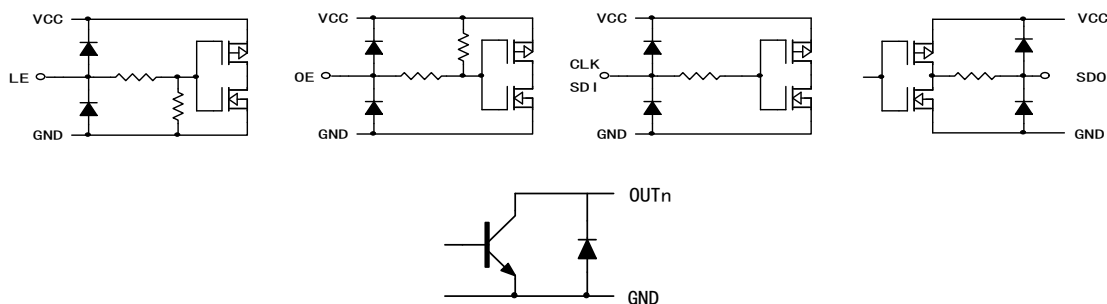 VCC
LE
GND
VCC
OE
GND
VCC
CLK
SDI
GND
VCC
SDO
GND
OUTn
GND